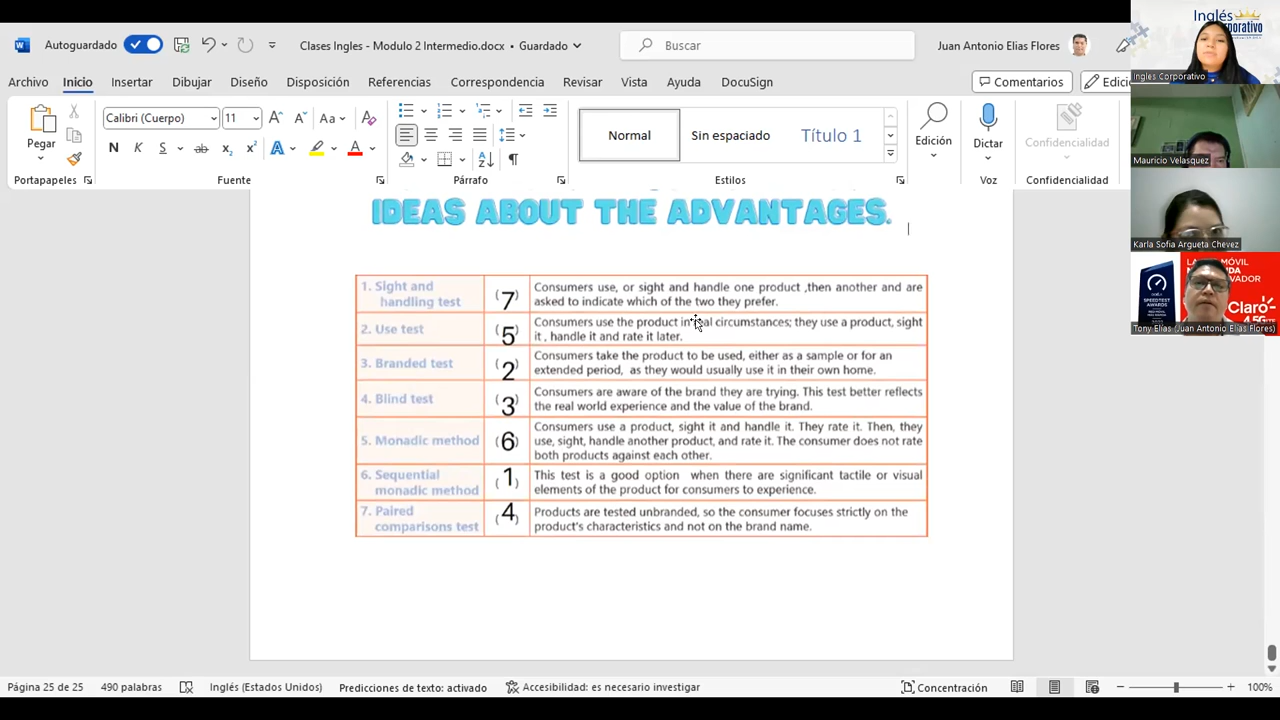 Autoguardado
Clases Ingles - Modulo 2 Intermedio.docx • Guardado
Buscar
Juan Antonio Elias Flores
Archivo Inicio Insertar Dibujar Diseño Disposición Referencias Correspondencia Revisar Vista Ayuda DocuSign
Comentarios
Edició
Pegar
Calibri (Cuerpo) 11
Normal
Sin espaciado
Título 1
Edición
Dictar
Confidencialidad
Portapapeles Fuente Párrafo Estilos Voz Confidencialidad
IDEAS ABOUT THE ADVANTAGES.
1. Sight and
handling test
(7)
Consumers use, or sight and handle one product ,then another and are
asked to indicate which of the two they prefer.
2. Use test
(5)
Consumers use the product in real circumstances; they use a product, sight
it , handle it and rate it later.
3. Branded test
(2)
Consumers take the product to be used, either as a sample or for an
extended period, as they would usually use it in their own home.
4. Blind test
(3)
Consumers are aware of the brand they are trying. This test better reflects
the real world experience and the value of the brand.
5. Monadic method
(6)
Consumers use a product, sight it and handle it. They rate it. Then, they
use, sight, handle another product, and rate it. The consumer does not rate
both products against each other.
6. Sequential
monadic method
(1)
This test is a good option when there are significant tactile or visual
elements of the product for consumers to experience.
7. Paired
comparisons test
(4)
Products are tested unbranded, so the consumer focuses strictly on the
product's characteristics and not on the brand name.
Página 25 de 25
490 palabras
Inglés (Estados Unidos)
Predicciones de texto: activado
Accesibilidad: es necesario investigar
Concentración
100%
Inglés
Ingles Corporativo
Mauricio Velasquez
Karla Sofia Argueta Chevez
SPEEDTEST
AWARDS
Claro
4.5G
Tony Elías (Juan Antonio Elias Flores)